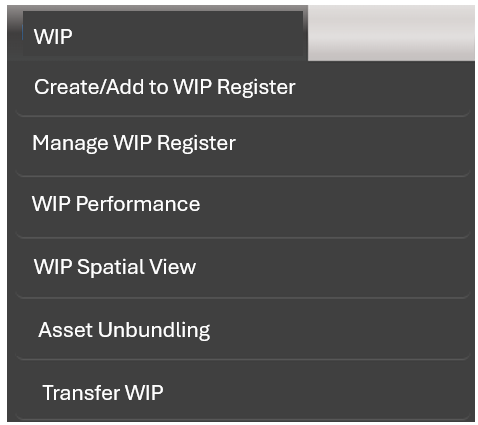 WIP
Create/Add to WIP Register
Manage WIP Register
WIP Performance
WIP Spatial View
Asset Unbundling
Transfer WIP